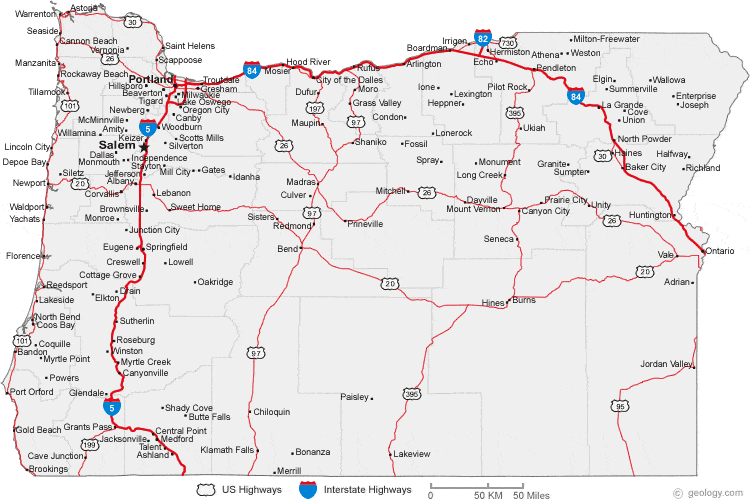 Astoria
Warrenton
30
Seaside
Cannon Beach
Saint Helens
Vernonia
26
Scappoose
Manzanita
Rockaway Beach
Portland
Troutdale
84
Mosier
Hood River
Rufus
Arlington
Boardman
Irrigon
82
730
Hermiston
Echo
Milton-Freewater
Athena
Weston
Pendleton
Tillamook
Hillsboro
Gresham
Beaverton
Milwaukie
Tigard
Lake Oswego
101
Newberg
Oregon City
Canby
City of the Dalles
Dufur
Moro
Grass Valley
197
97
Maupin
Condon
Ione
Lexington
Heppner
Pilot Rock
395
84
Elgin
Summerville
Wallowa
Enterprise
Joseph
La Grande
Cove
Union
McMinnville
Amity
Willamina
5
Woodburn
Keizer
Scotts Mills
Silverton
Lincoln City
Salem
Dallas
Independence
Monmouth
Stayton
Depoe Bay
Shaniko
Fossil
Lonerock
Spray
Ukiah
Monument
Long Creek
North Powder
30
Haines
Halfway
Granite
Sumpter
Baker City
Richland
Siletz
Jefferson
Mill City
Gates
Idanha
Newport
20
Albany
Corvallis
Lebanon
Madras
Culver
Mitchell
26
Dayville
Mount Vernon
Prairie City
Canyon City
Unity
26
Huntington
Waldport
Yachats
Brownsville
Monroe
Sweet Home
Sisters
97
Redmond
Prineville
Junction City
Eugene
Springfield
Bend
Seneca
Vale
Ontario
Florence
Creswell
Lowell
Cottage Grove
Oakridge
20
20
Adrian
Reedsport
Drain
Elkton
Lakeside
Hines
Burns
North Bend
Coos Bay
Sutherlin
101
Coquille
Roseburg
Bandon
Winston
Myrtle Point
Myrtle Creek
97
Powers
Canyonville
Jordan Valley
Port Orford
Glendale
5
Shady Cove
Butte Falls
Chiloquin
Paisley
395
95
Gold Beach
Grants Pass
Central Point
Jacksonville
Medford
199
Talent
Ashland
Cave Junction
Klamath Falls
Bonanza
Lakeview
Brookings
Merrill
US Highways
Interstate Highways
0
50 KM
50 Miles
© geology.com